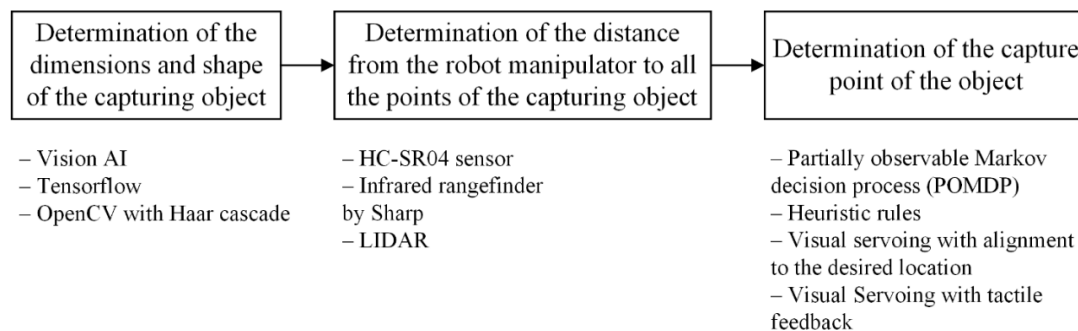 Determination of the
dimensions and shape
of the capturing object
Determination of the distance
from the robot manipulator to all
the points of the capturing object
Determination of the capture
point of the object
– Vision AI
– Tensorflow
– OpenCV with Haar cascade
– HC-SR04 sensor
– Infrared rangefinder
by Sharp
– LIDAR
– Partially observable Markov
decision process (POMDP)
– Heuristic rules
– Visual servoing with alignment
to the desired location
– Visual Servoing with tactile
feedback